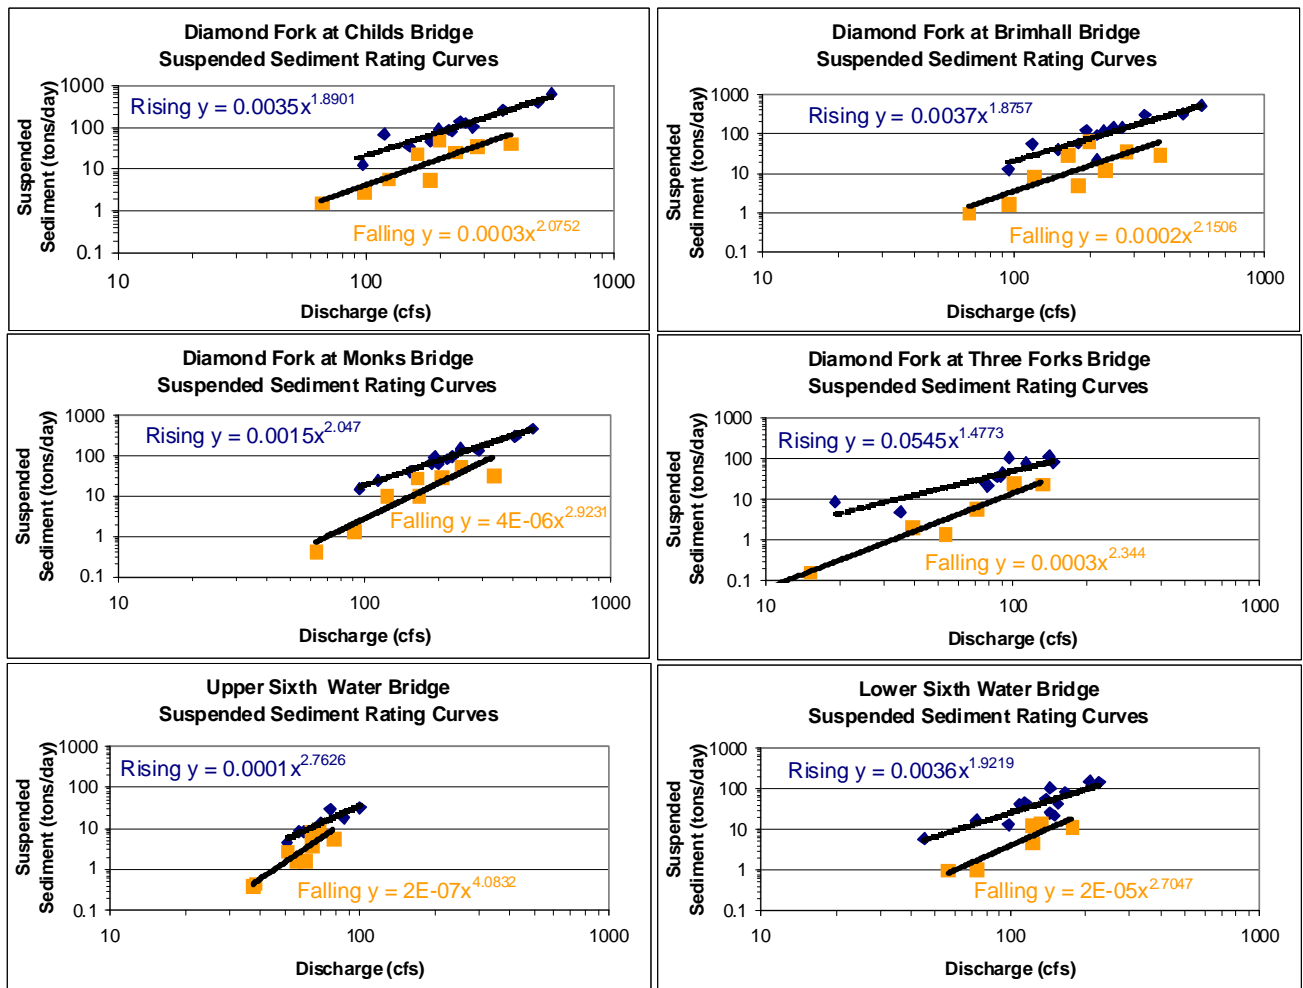 Diamond Fork at Childs Bridge
Suspended Sediment Rating Curves
Suspended
Sediment (tons/day)
1000
100
10
1
0.1
Rising y = 0.0035x^1.8901
Falling y = 0.0003x^2.0752
10 100 1000
Discharge (cfs)
Diamond Fork at Brimhall Bridge
Suspended Sediment Rating Curves
Suspended
Sediment (tons/day)
1000
100
10
1
0.1
Rising y = 0.0037x^1.8757
Falling y = 0.0002x^2.1506
10 100 1000
Discharge (cfs)
Diamond Fork at Monks Bridge
Suspended Sediment Rating Curves
Suspended
Sediment (tons/day)
1000
100
10
1
0.1
Rising y = 0.0015x^2.047
Falling y = 4E-06x^2.9231
10 100 1000
Discharge (cfs)
Diamond Fork at Three Forks Bridge
Suspended Sediment Rating Curves
Suspended
Sediment (tons/day)
1000
100
10
1
0.1
Rising y = 0.0545x^1.4773
Falling y = 0.0003x^2.344
10 100 1000
Discharge (cfs)
Upper Sixth Water Bridge
Suspended Sediment Rating Curves
Suspended
Sediment (tons/day)
1000
100
10
1
0.1
Rising y = 0.0001x^2.7626
Falling y = 2E-07x^4.0832
10 100 1000
Discharge (cfs)
Lower Sixth Water Bridge
Suspended Sediment Rating Curves
Suspended
Sediment (tons/day)
1000
100
10
1
0.1
Rising y = 0.0036x^1.9219
Falling y = 2E-05x^2.7047
10 100 1000
Discharge (cfs)